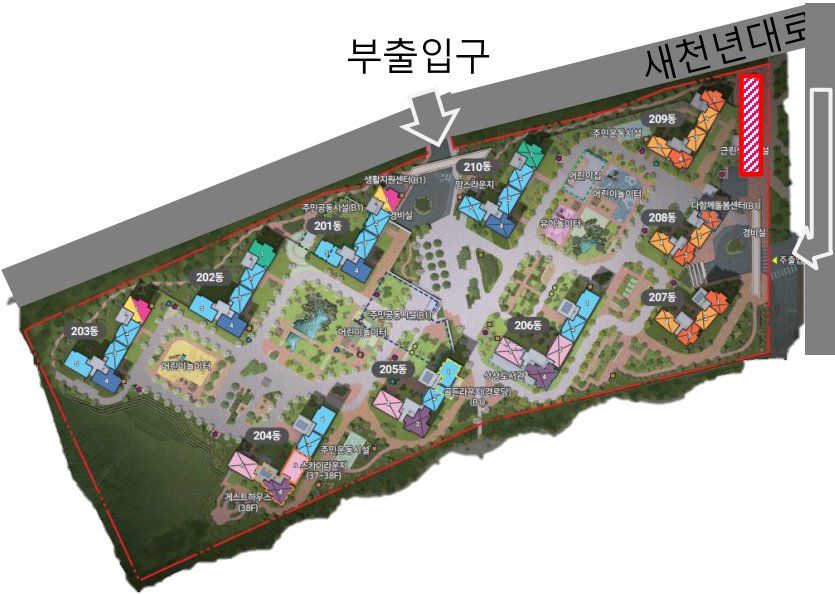 새천년대로
부출입구
209동
주민운동시설
210동
맘스라운지
생활지원센터(B1)
어린이집
어린이놀이터
주민공동시설(B1)
201동
경비실
다함께돌봄센터(B1)
208동
유아놀이터
경비실
202동
207동
203동
주민공동시설(B1)
206동
어린이놀이터
어린이놀이터
205동
상상도서관
골든라운지(경로당)
(B1)
204동
주민운동시설
스카이라운지
(37~38F)
게스트하우스
(38F)